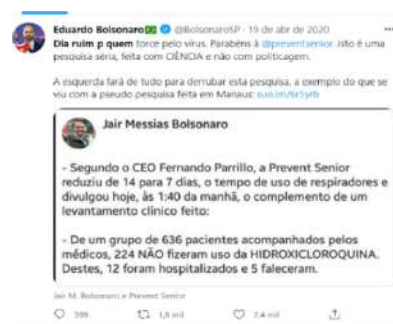 Eduardo Bolsonaro @BolsonaroSP · 19 de abr de 2020
Dia ruim p quem torce pelo vírus. Parabéns à @preventsenior .Isto é uma
pesquisa séria, feita com CIÊNCIA e não com politicagem.
A esquerda fará de tudo para derrubar esta pesquisa, a exemplo do que se
viu com a pseudo pesquisa feita em Manaus:
Jair Messias Bolsonaro
- Segundo o CEO Fernando Parrillo, a Prevent Senior
reduziu de 14 para 7 dias, o tempo de uso de respiradores e
divulgou hoje, às 1:40 da manhã, o complemento de um
levantamento clínico feito:
- De um grupo de 636 pacientes acompanhados pelos
médicos, 224 NÃO fizeram uso da HIDROXICLOROQUINA.
Destes, 12 foram hospitalizados e 5 faleceram.
Jair M. Bolsonaro e Prevent Senior
399 1,8 mil 7,4 mil